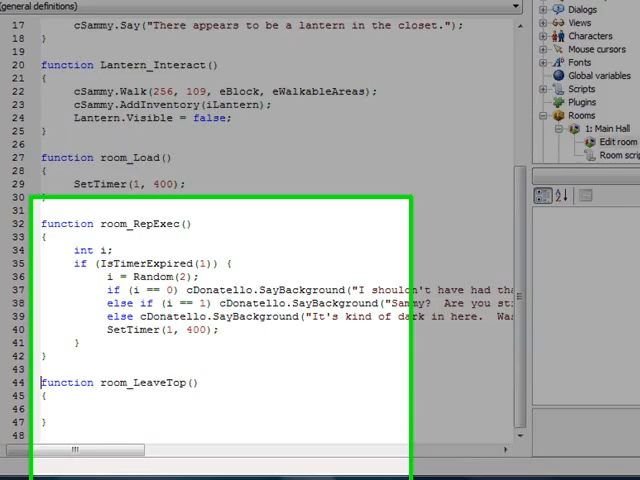 (general definitions)
17 cSammy.Say("There appears to be a lantern in the closet.");
18 }
19
20 function Lantern_Interact()
21 {
22 cSammy.Walk(256, 109, eBlock, eWalkableAreas);
23 cSammy.AddInventory(iLantern);
24 Lantern.Visible = false;
25 }
26
27 function room_Load()
28 {
29 SetTimer(1, 400);
30 }
31
32 function room_RepExec()
33 {
34 int i;
35 if (IsTimerExpired(1)) {
36 i = Random(2);
37 if (i == 0) cDonatello.SayBackground("I shouldn't have had tha
38 else if (i == 1) cDonatello.SayBackground("Sammy? Are you sti
39 else cDonatello.SayBackground("It's kind of dark in here. Was
40 SetTimer(1, 400);
41 }
42 }
43
44 function room_LeaveTop()
45 {
46
47 }
48
Dialogs
Views
Characters
Mouse cursors
Fonts
Global variables
Scripts
Plugins
Rooms
1: Main Hall
Edit room
Room scrip